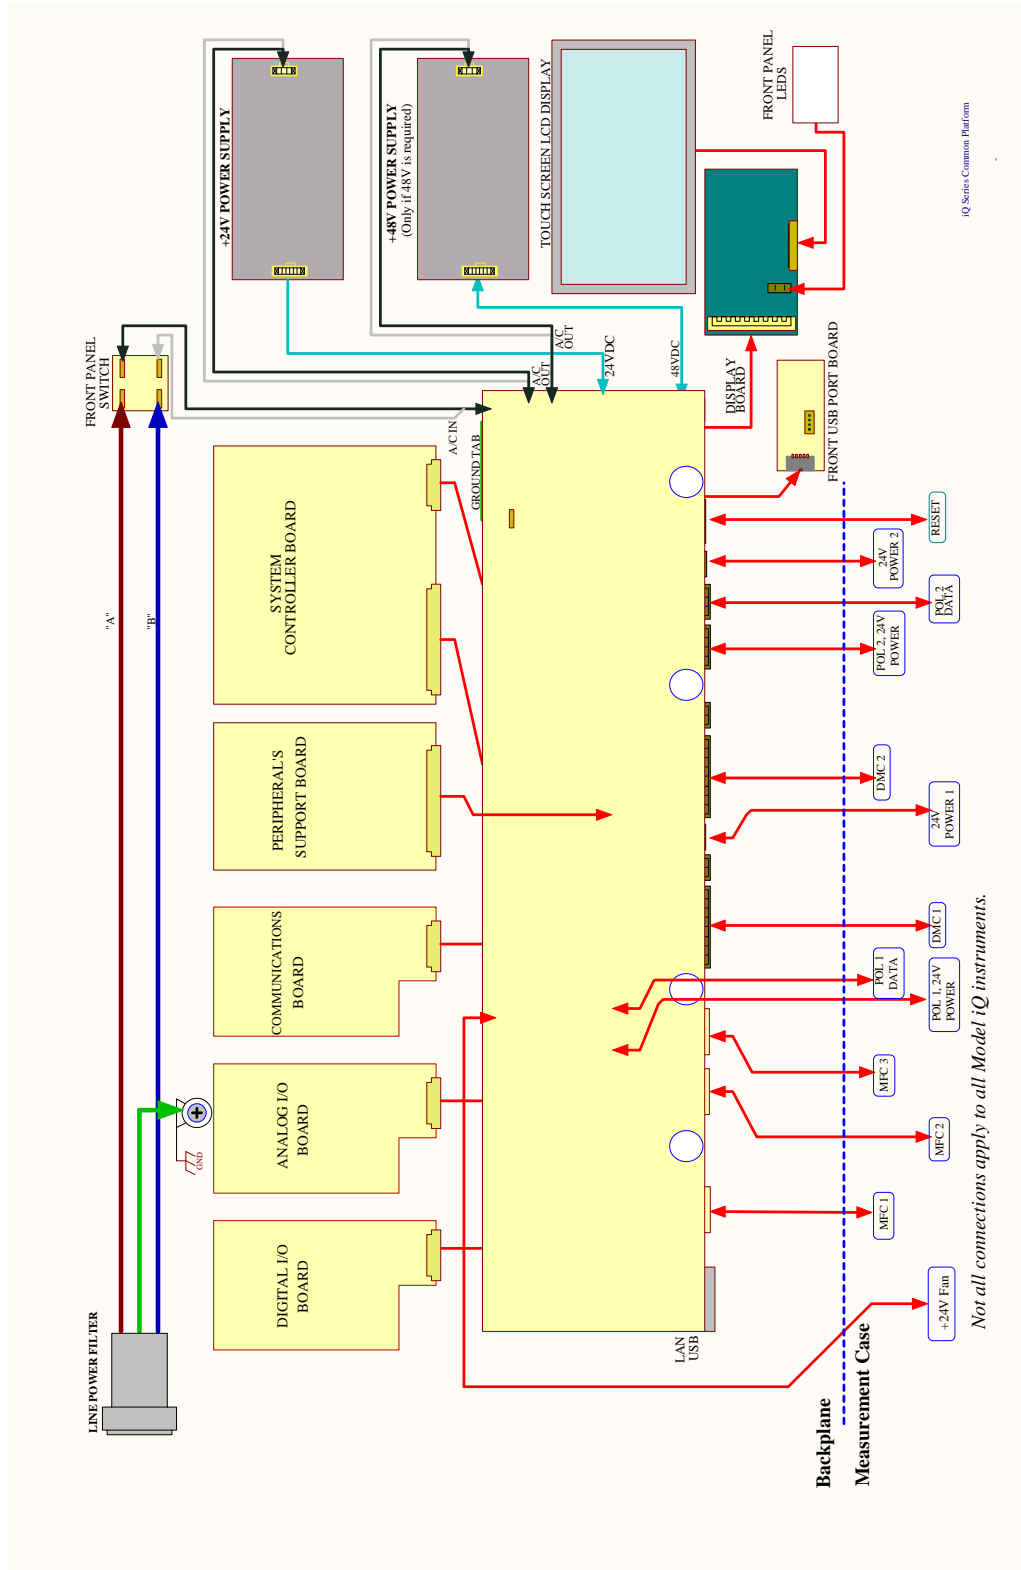 LINE POWER FILTER
"A"
"B"
FRONT PANEL
SWITCH
GND
+24V POWER SUPPLY
+48V POWER SUPPLY
(Only if 48V is required)
TOUCH SCREEN LCD DISPLAY
FRONT PANEL
LEDS
iQ Series Common Platform
-
DIGITAL I/O
BOARD
ANALOG I/O
BOARD
COMMUNICATIONS
BOARD
PERIPHERAL'S
SUPPORT BOARD
SYSTEM
CONTROLLER BOARD
A/C IN
GROUND TAB
A/C
OUT
A/C
OUT
24VDC
48VDC
DISPLAY
BOARD
FRONT USB PORT BOARD
LAN
USB
Backplane
Measurement Case
+24V Fan
MFC 1
MFC 2
MFC 3
POL 1, 24V
POWER
POL 1
DATA
DMC 1
24V
POWER 1
DMC 2
POL 2, 24V
POWER
POL 2
DATA
24V
POWER 2
RESET
Not all connections apply to all Model iQ instruments.